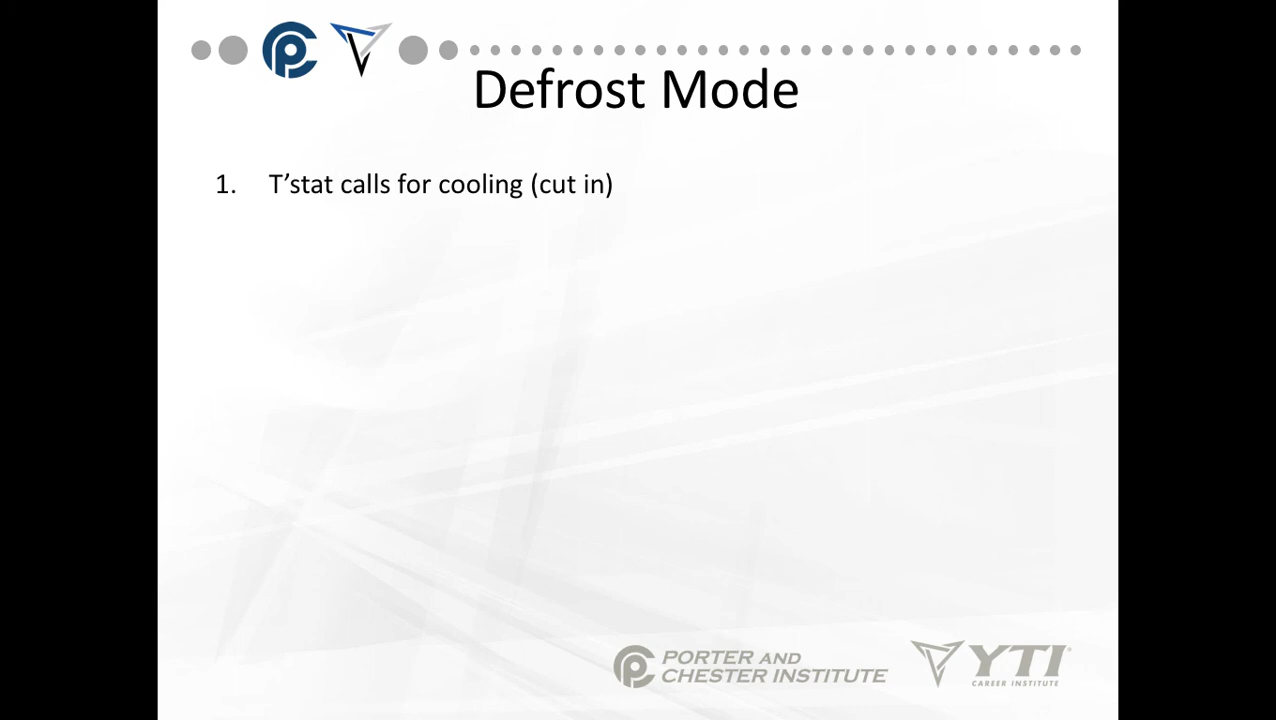 Defrost Mode
1. T’stat calls for cooling (cut in)
PORTER AND
CHESTER INSTITUTE
YTI
CAREER INSTITUTE